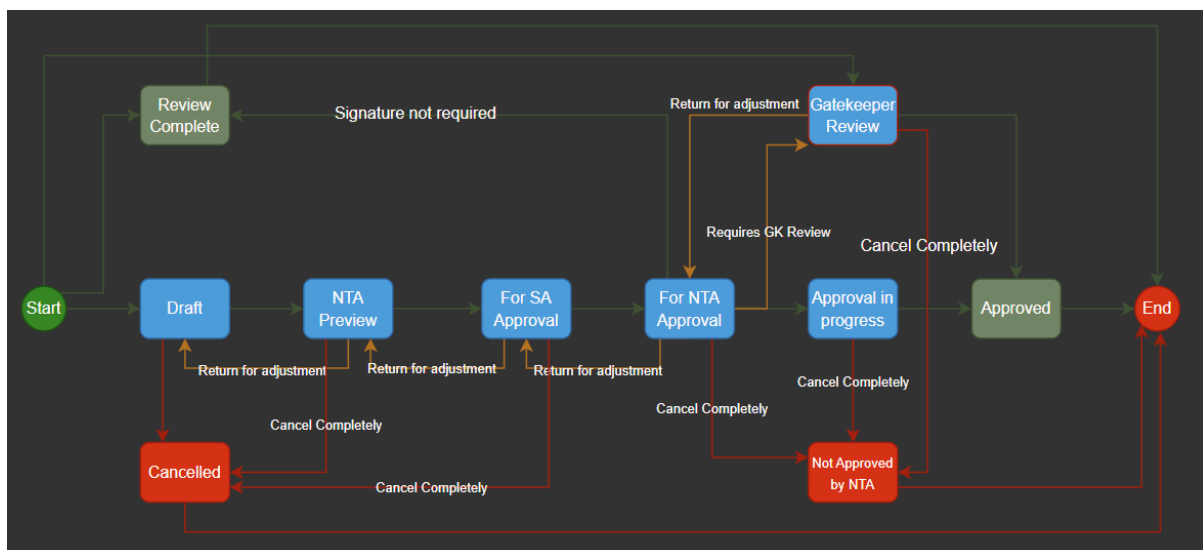 Review
Complete
Signature not required
Return for adjustment
Gatekeeper
Review
Requires GK Review
Cancel Completely
Start
Draft
NTA
Preview
For SA
Approval
For NTA
Approval
Approval in
progress
Approved
End
Return for adjustment
Return for adjustment
Return for adjustment
Cancel Completely
Cancel Completely
Cancel Completely
Cancelled
Cancel Completely
Not Approved
by NTA